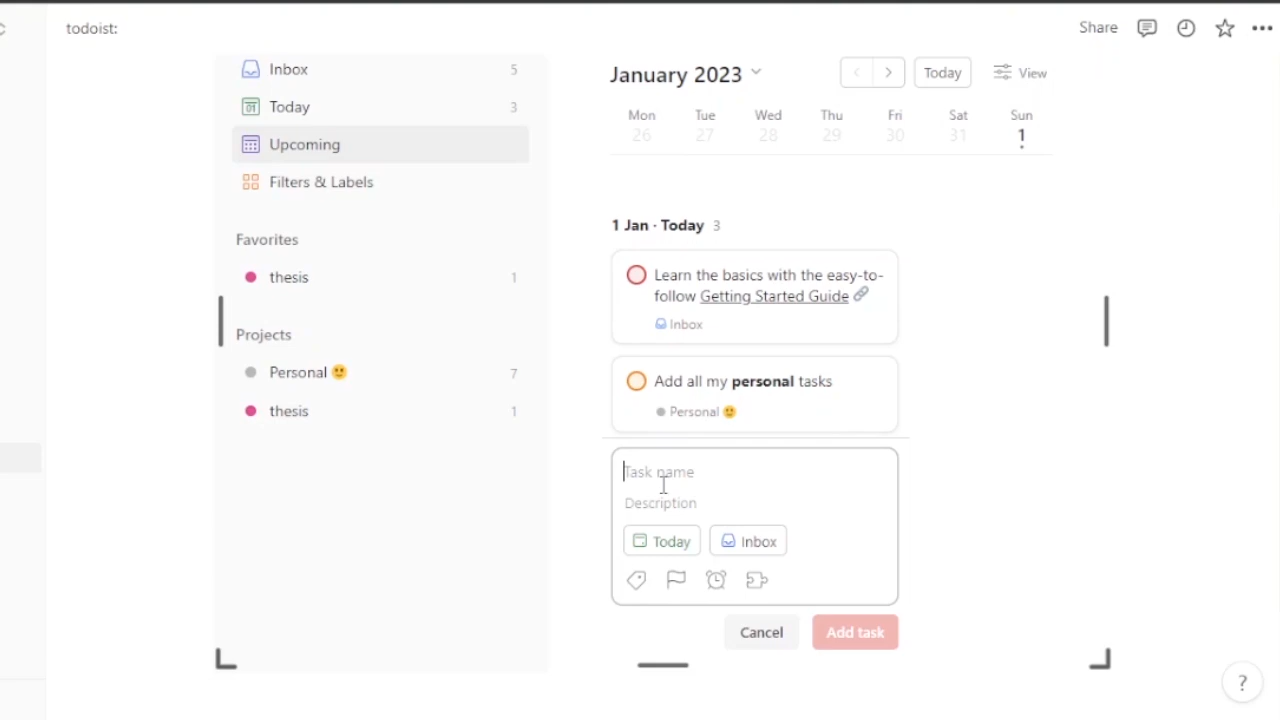 todoist:
Share
Inbox 5
Today 3
Upcoming
Filters & Labels
Favorites
thesis 1
Projects
Personal 🙂 7
thesis 1
January 2023
Today
View
Mon Tue Wed Thu Fri Sat Sun
26 27 28 29 30 31 1
1 Jan · Today 3
Learn the basics with the easy-to-
follow Getting Started Guide 🔗
Inbox
Add all my personal tasks
Personal 🙂
Task name
Description
Today Inbox
Cancel Add task
?